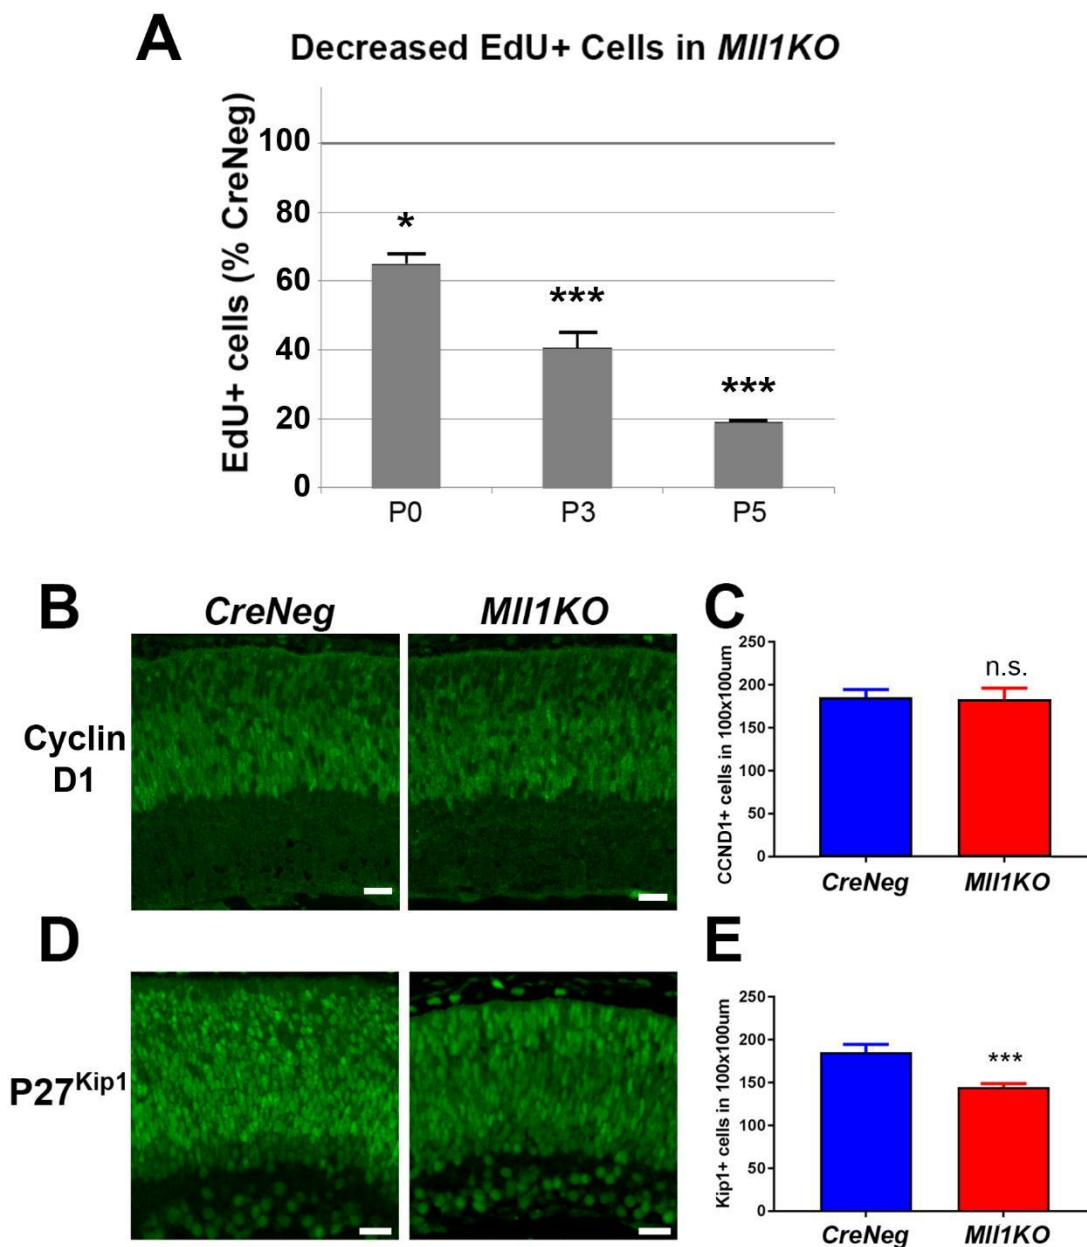 A
Decreased EdU+ Cells in Mll1KO
EdU+ cells (% CreNeg)
100
80
60
40
20
0
*
***
***
P0 P3 P5
B
CreNeg Mll1KO
Cyclin
D1
C
CCND1+ cells in 100x100um
250
200
150
100
50
0
n.s.
CreNeg Mll1KO
D
P27Kip1
E
Kip1+ cells in 100x100um
250
200
150
100
50
0
***
CreNeg Mll1KO